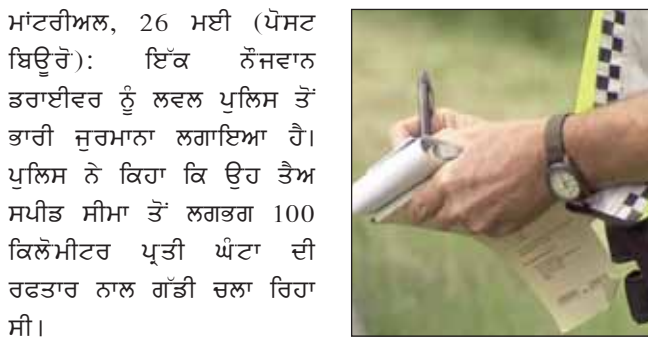 ਮਾਂਟਰੀਅਲ, 26 ਮਈ (ਪੋਸਟ
ਬਿਊਰੋ): ਇੱਕ ਨੌਜਵਾਨ
ਡਰਾਈਵਰ ਨੂੰ ਲਵਲ ਪੁਲਿਸ ਤੋਂ
ਭਾਰੀ ਜੁਰਮਾਨਾ ਲਗਾਇਆ ਹੈ।
ਪੁਲਿਸ ਨੇ ਕਿਹਾ ਕਿ ਉਹ ਤੈਅ
ਸਪੀਡ ਸੀਮਾ ਤੋਂ ਲਗਭਗ 100
ਕਿਲੋਮੀਟਰ ਪ੍ਰਤੀ ਘੰਟਾ ਦੀ
ਰਫਤਾਰ ਨਾਲ ਗੱਡੀ ਚਲਾ ਰਿਹਾ
ਸੀ।